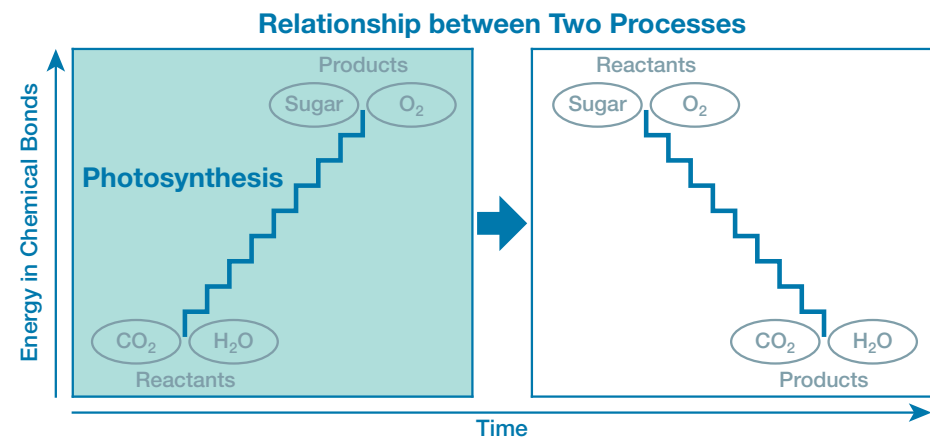 Relationship between Two Processes
Energy in Chemical Bonds
Products
Sugar O₂
Photosynthesis
CO₂ H₂O
Reactants
Reactants
Sugar O₂
CO₂ H₂O
Products
Time